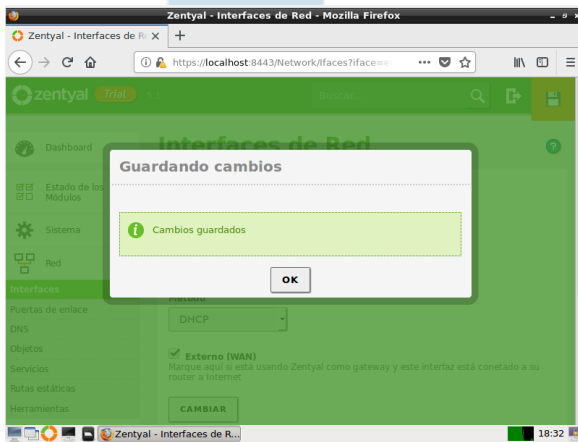 Zentyal - Interfaces de Red - Mozilla Firefox
Zentyal - Interfaces de R
https://localhost:8443/Network/Ifaces?iface=e
zentyal Trial 5.1
Buscar...
Interfaces de Red
Dashboard
Estado de los
Módulos
Sistema
Red
Interfaces
Puertas de enlace
DNS
Objetos
Servicios
Rutas estáticas
Herramientas
Guardando cambios
Cambios guardados
OK
Método
DHCP
Externo (WAN)
Marque aquí si está usando Zentyal como gateway y este interfaz está conetado a su
router a Internet
CAMBIAR
Zentyal - Interfaces de R...
18:32